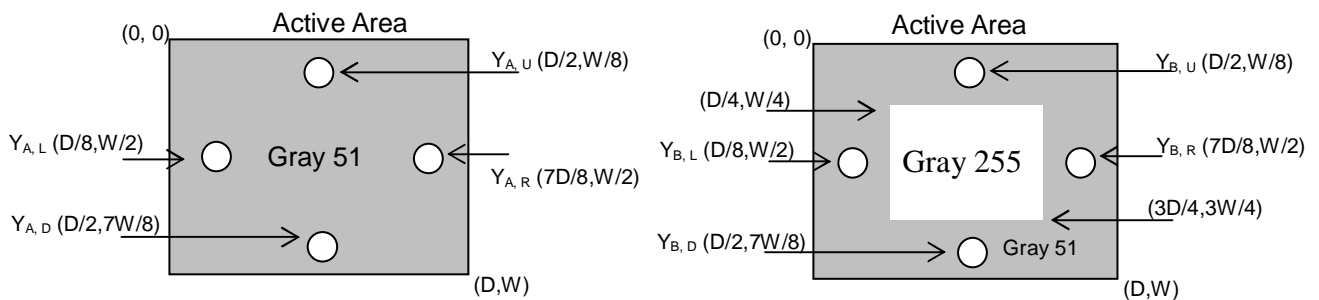 Active Area
(0, 0)
Y_A, U (D/2,W/8)
Y_A, L (D/8,W/2)
Gray 51
Y_A, R (7D/8,W/2)
Y_A, D (D/2,7W/8)
(D,W)
Active Area
(0, 0)
Y_B, U (D/2,W/8)
(D/4,W/4)
Y_B, L (D/8,W/2)
Gray 255
Y_B, R (7D/8,W/2)
(3D/4,3W/4)
Y_B, D (D/2,7W/8)
Gray 51
(D,W)